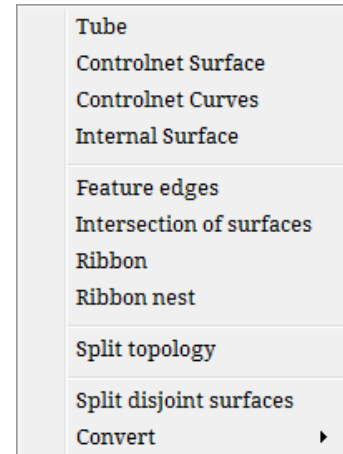 Tube
Controlnet Surface
Controlnet Curves
Internal Surface
Feature edges
Intersection of surfaces
Ribbon
Ribbon nest
Split topology
Split disjoint surfaces
Convert